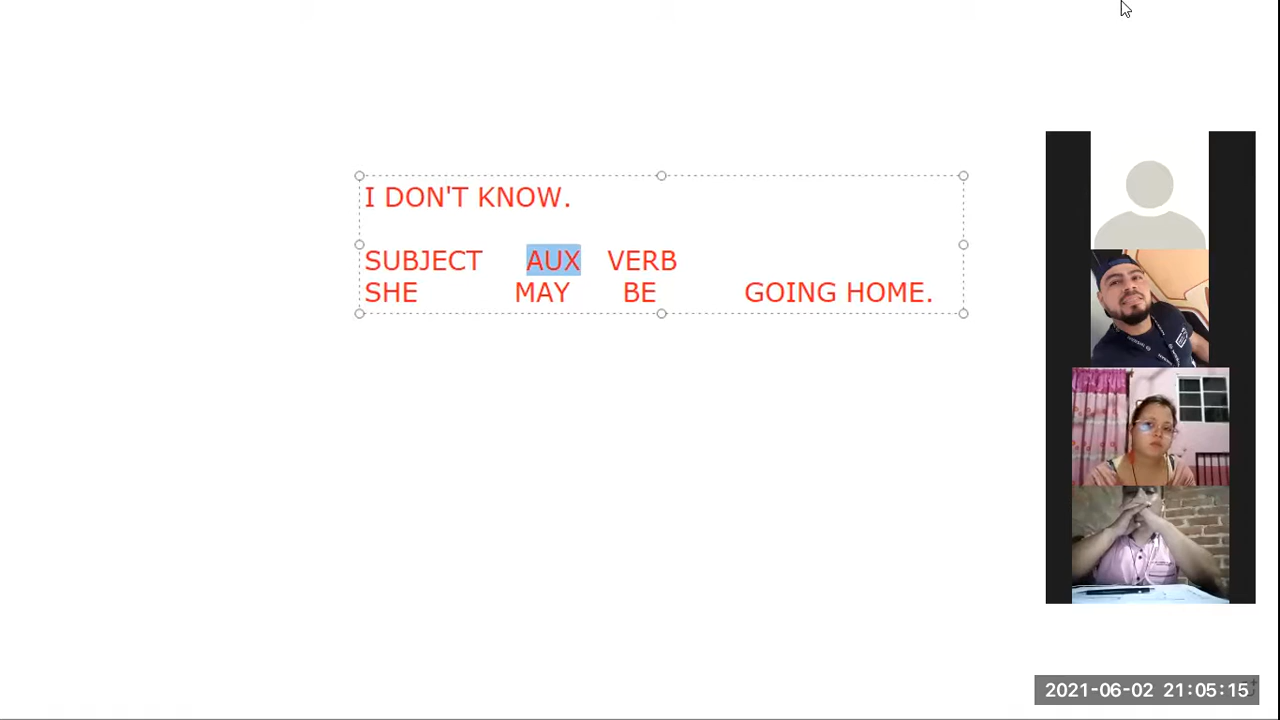 I DON'T KNOW.
SUBJECT AUX VERB
SHE MAY BE GOING HOME.
2021-06-02 21:05:15